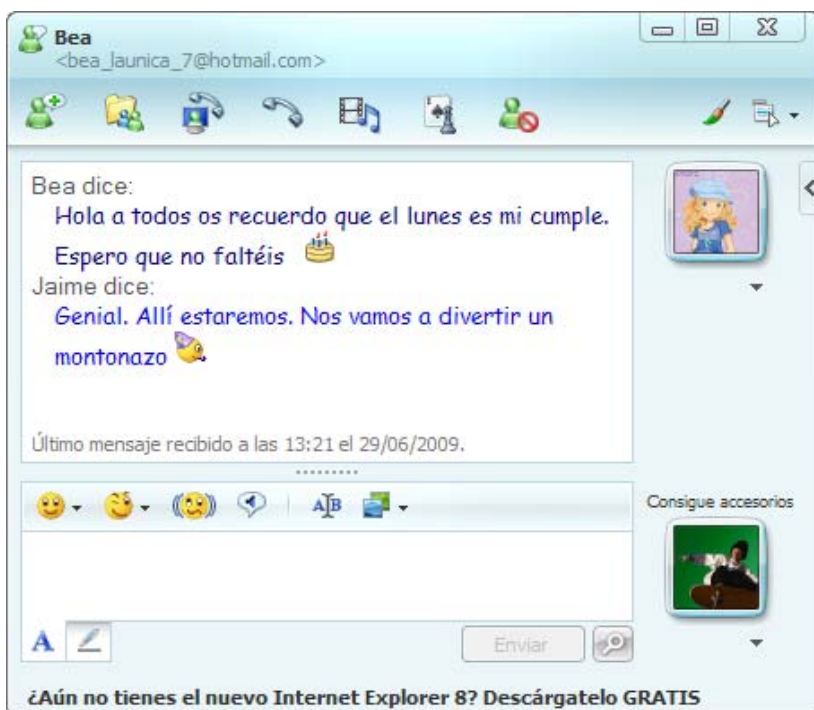 Bea
<bea_launica_7@hotmail.com>
Bea dice:
Hola a todos os recuerdo que el lunes es mi cumple.
Espero que no faltéis
Jaime dice:
Genial. Allí estaremos. Nos vamos a divertir un
montonazo
Último mensaje recibido a las 13:21 el 29/06/2009.
Consigue accesorios
Enviar
¿Aún no tienes el nuevo Internet Explorer 8? Descárgatelo GRATIS